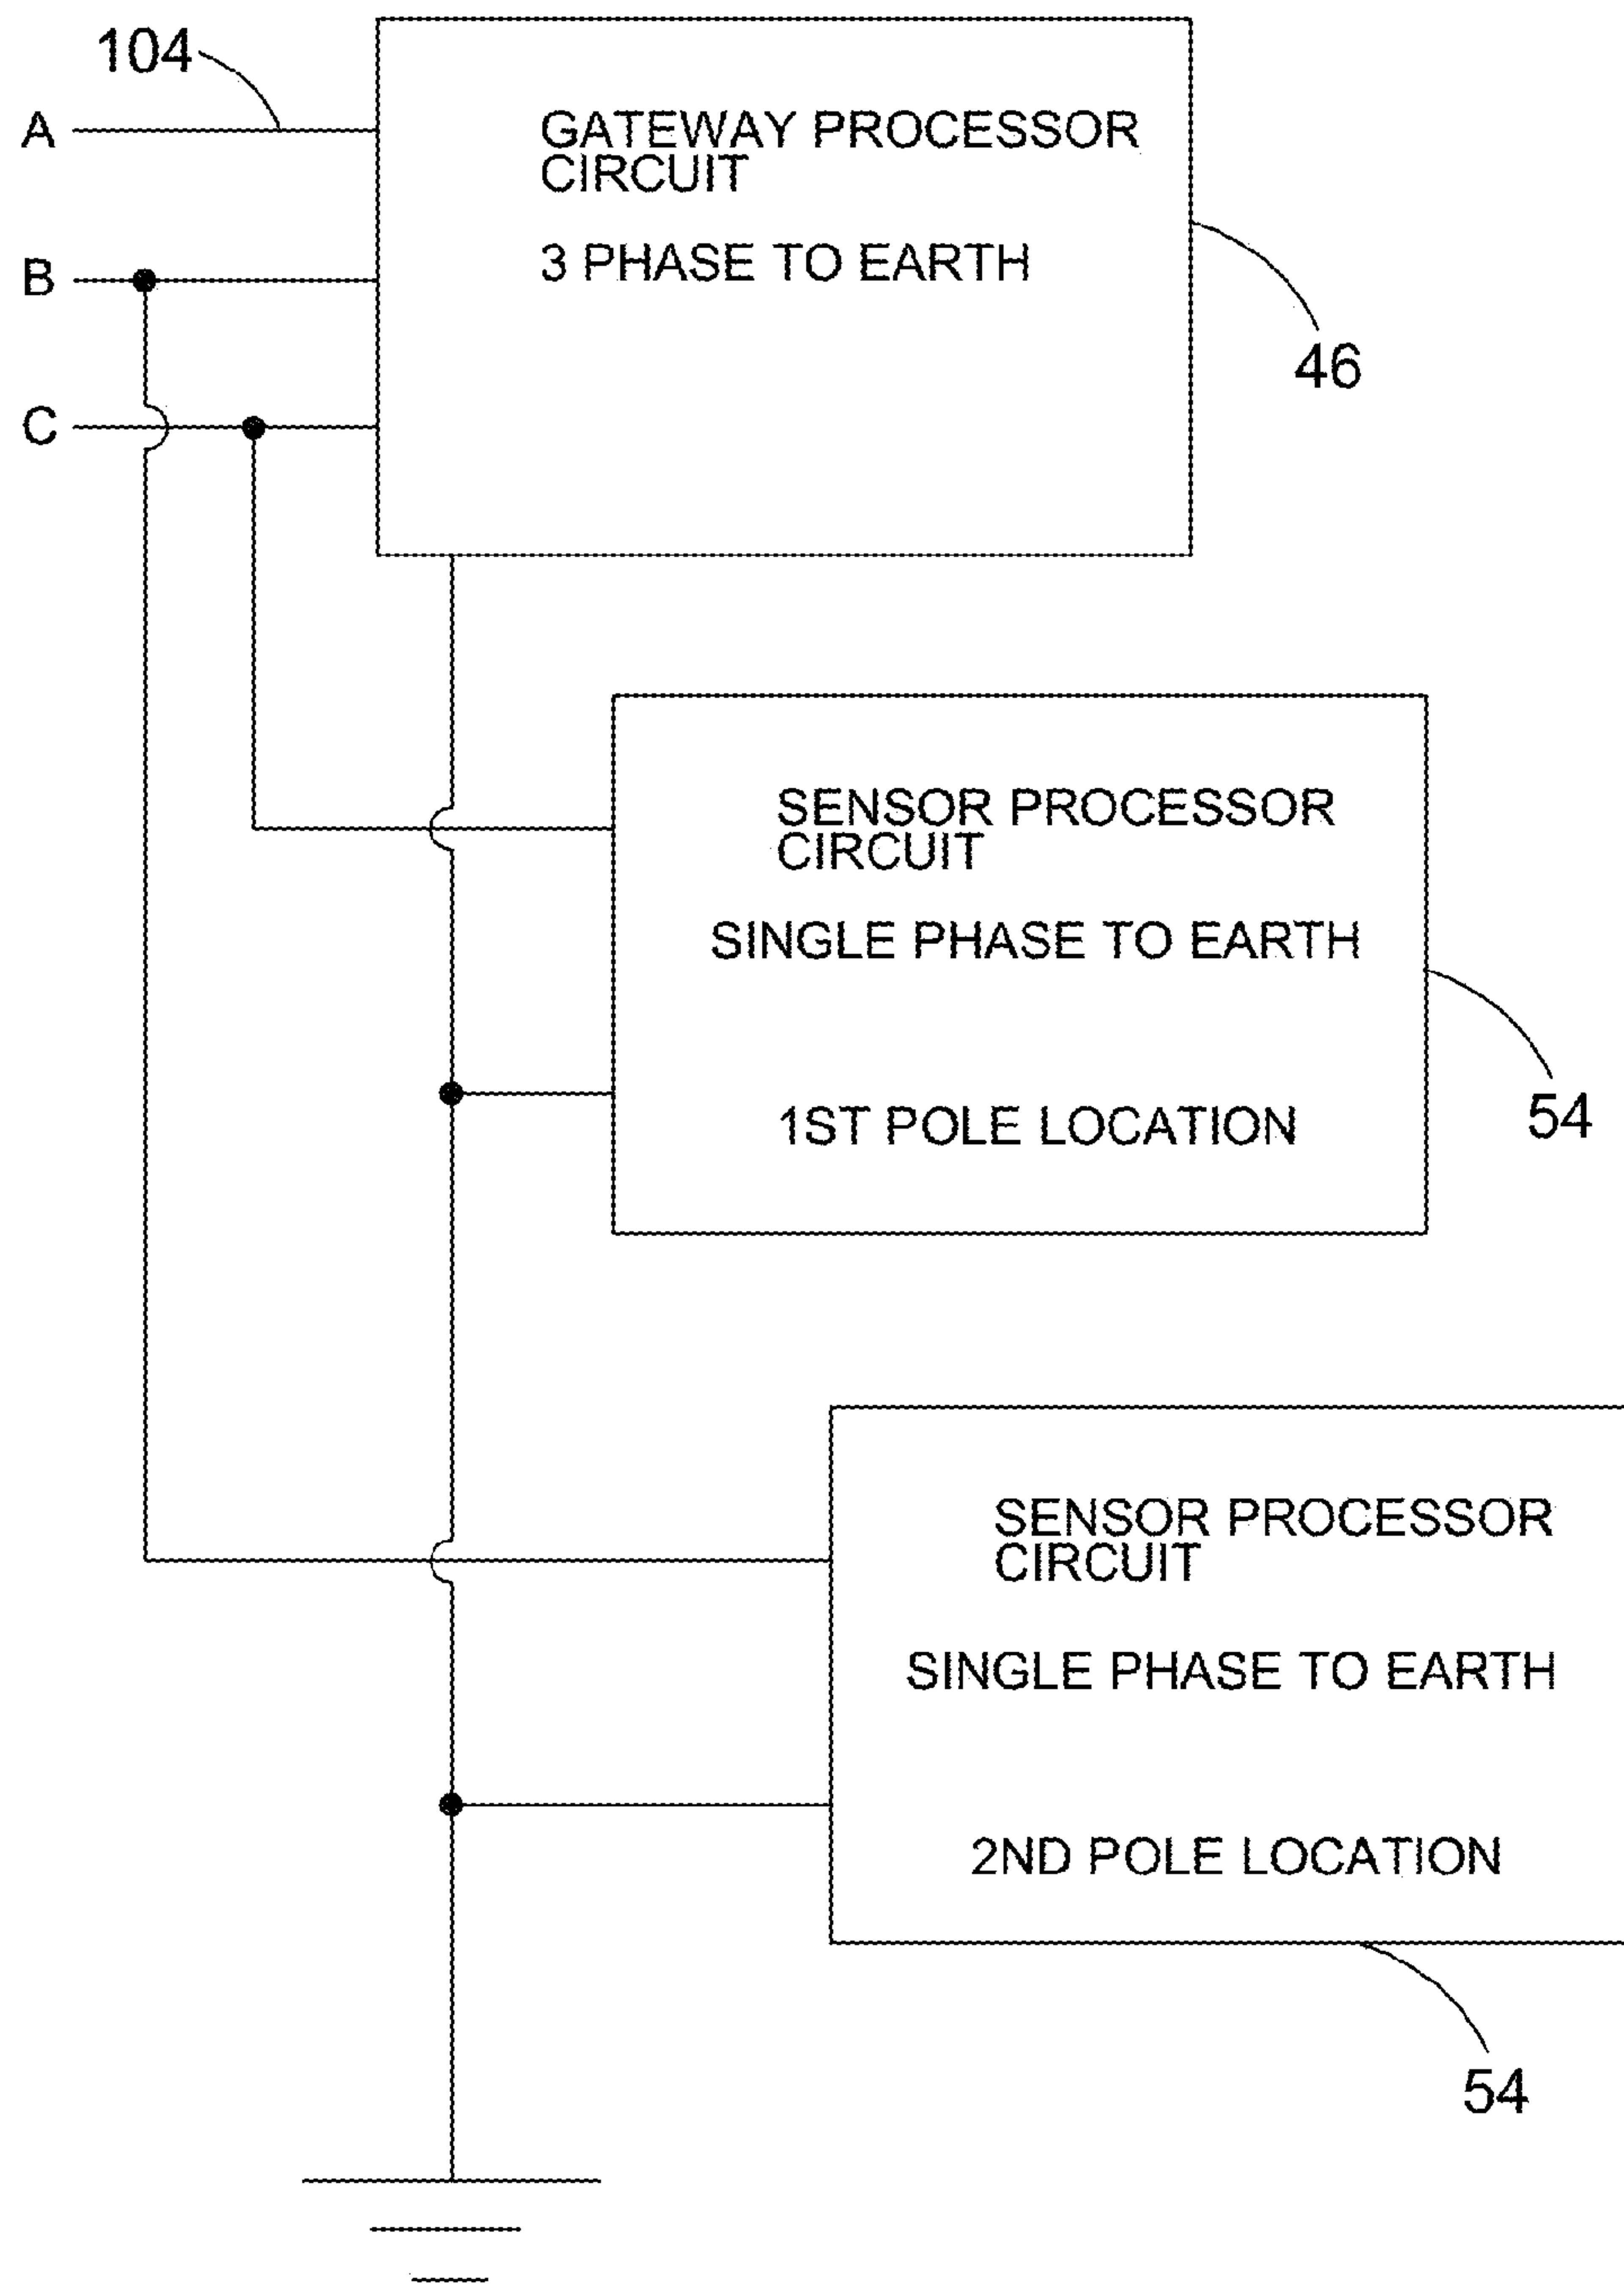 104
A
GATEWAY PROCESSOR
CIRCUIT
B
3 PHASE TO EARTH
46
C
SENSOR PROCESSOR
CIRCUIT
SINGLE PHASE TO EARTH
1ST POLE LOCATION
54
SENSOR PROCESSOR
CIRCUIT
SINGLE PHASE TO EARTH
2ND POLE LOCATION
54